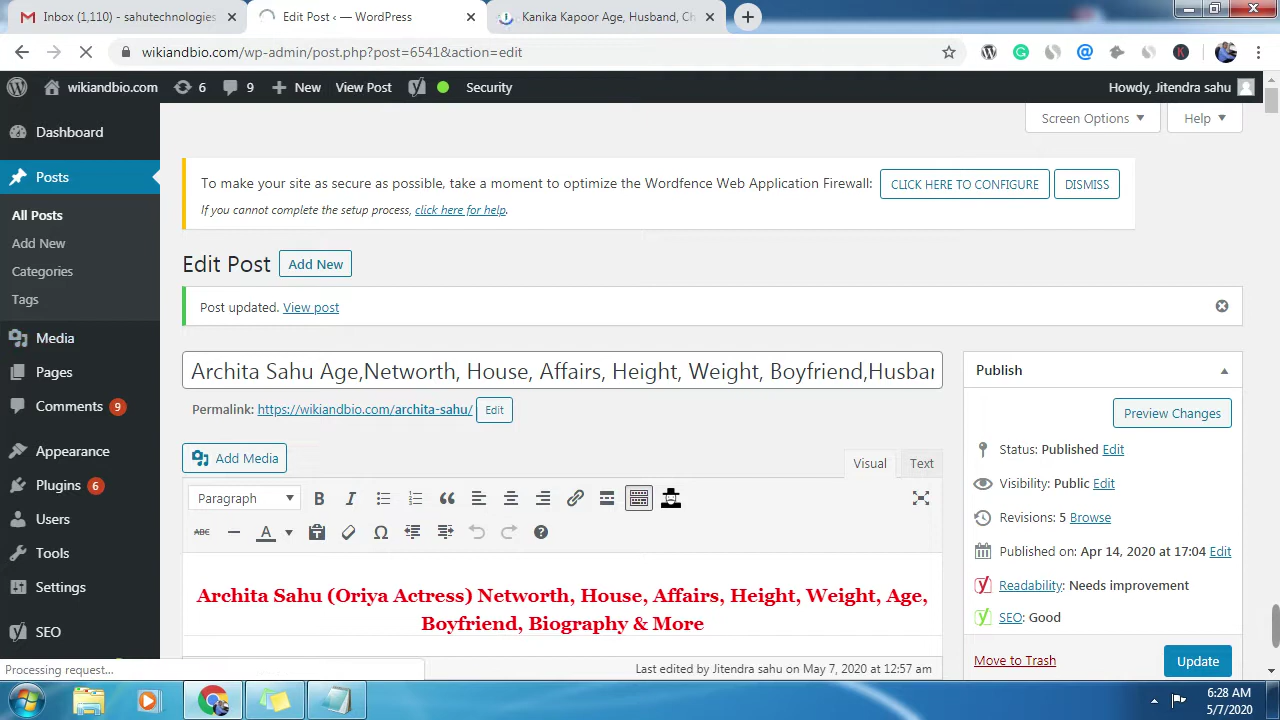 Inbox (1,110) - sahutechnologies
Edit Post ‹ — WordPress
Kanika Kapoor Age, Husband, Ch
wikiandbio.com/wp-admin/post.php?post=6541&action=edit
wikiandbio.com 6 9 New View Post Security Howdy, Jitendra sahu
Screen Options Help
Dashboard
Posts
All Posts
Add New
Categories
Tags
Media
Pages
Comments 9
Appearance
Plugins 6
Users
Tools
Settings
SEO
To make your site as secure as possible, take a moment to optimize the Wordfence Web Application Firewall: CLICK HERE TO CONFIGURE DISMISS
If you cannot complete the setup process, click here for help.
Edit Post Add New
Post updated. View post
Archita Sahu Age,Networth, House, Affairs, Height, Weight, Boyfriend,Husbar
Permalink: https://wikiandbio.com/archita-sahu/ Edit
Add Media
Visual Text
Paragraph B I
ABC A
Archita Sahu (Oriya Actress) Networth, House, Affairs, Height, Weight, Age,
Boyfriend, Biography & More
Last edited by Jitendra sahu on May 7, 2020 at 12:57 am
Publish
Preview Changes
Status: Published Edit
Visibility: Public Edit
Revisions: 5 Browse
Published on: Apr 14, 2020 at 17:04 Edit
Readability: Needs improvement
SEO: Good
Move to Trash Update
Processing request...
6:28 AM
5/7/2020